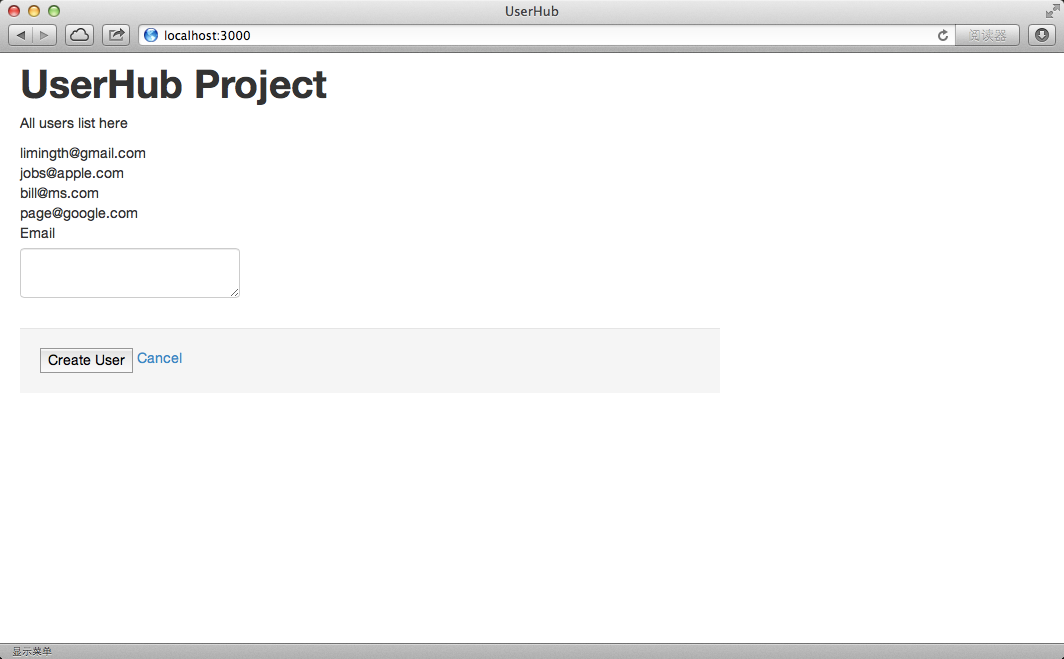 UserHub
localhost:3000
阅读器
UserHub Project
All users list here
limingth@gmail.com
jobs@apple.com
bill@ms.com
page@google.com
Email
Create User Cancel
显示菜单